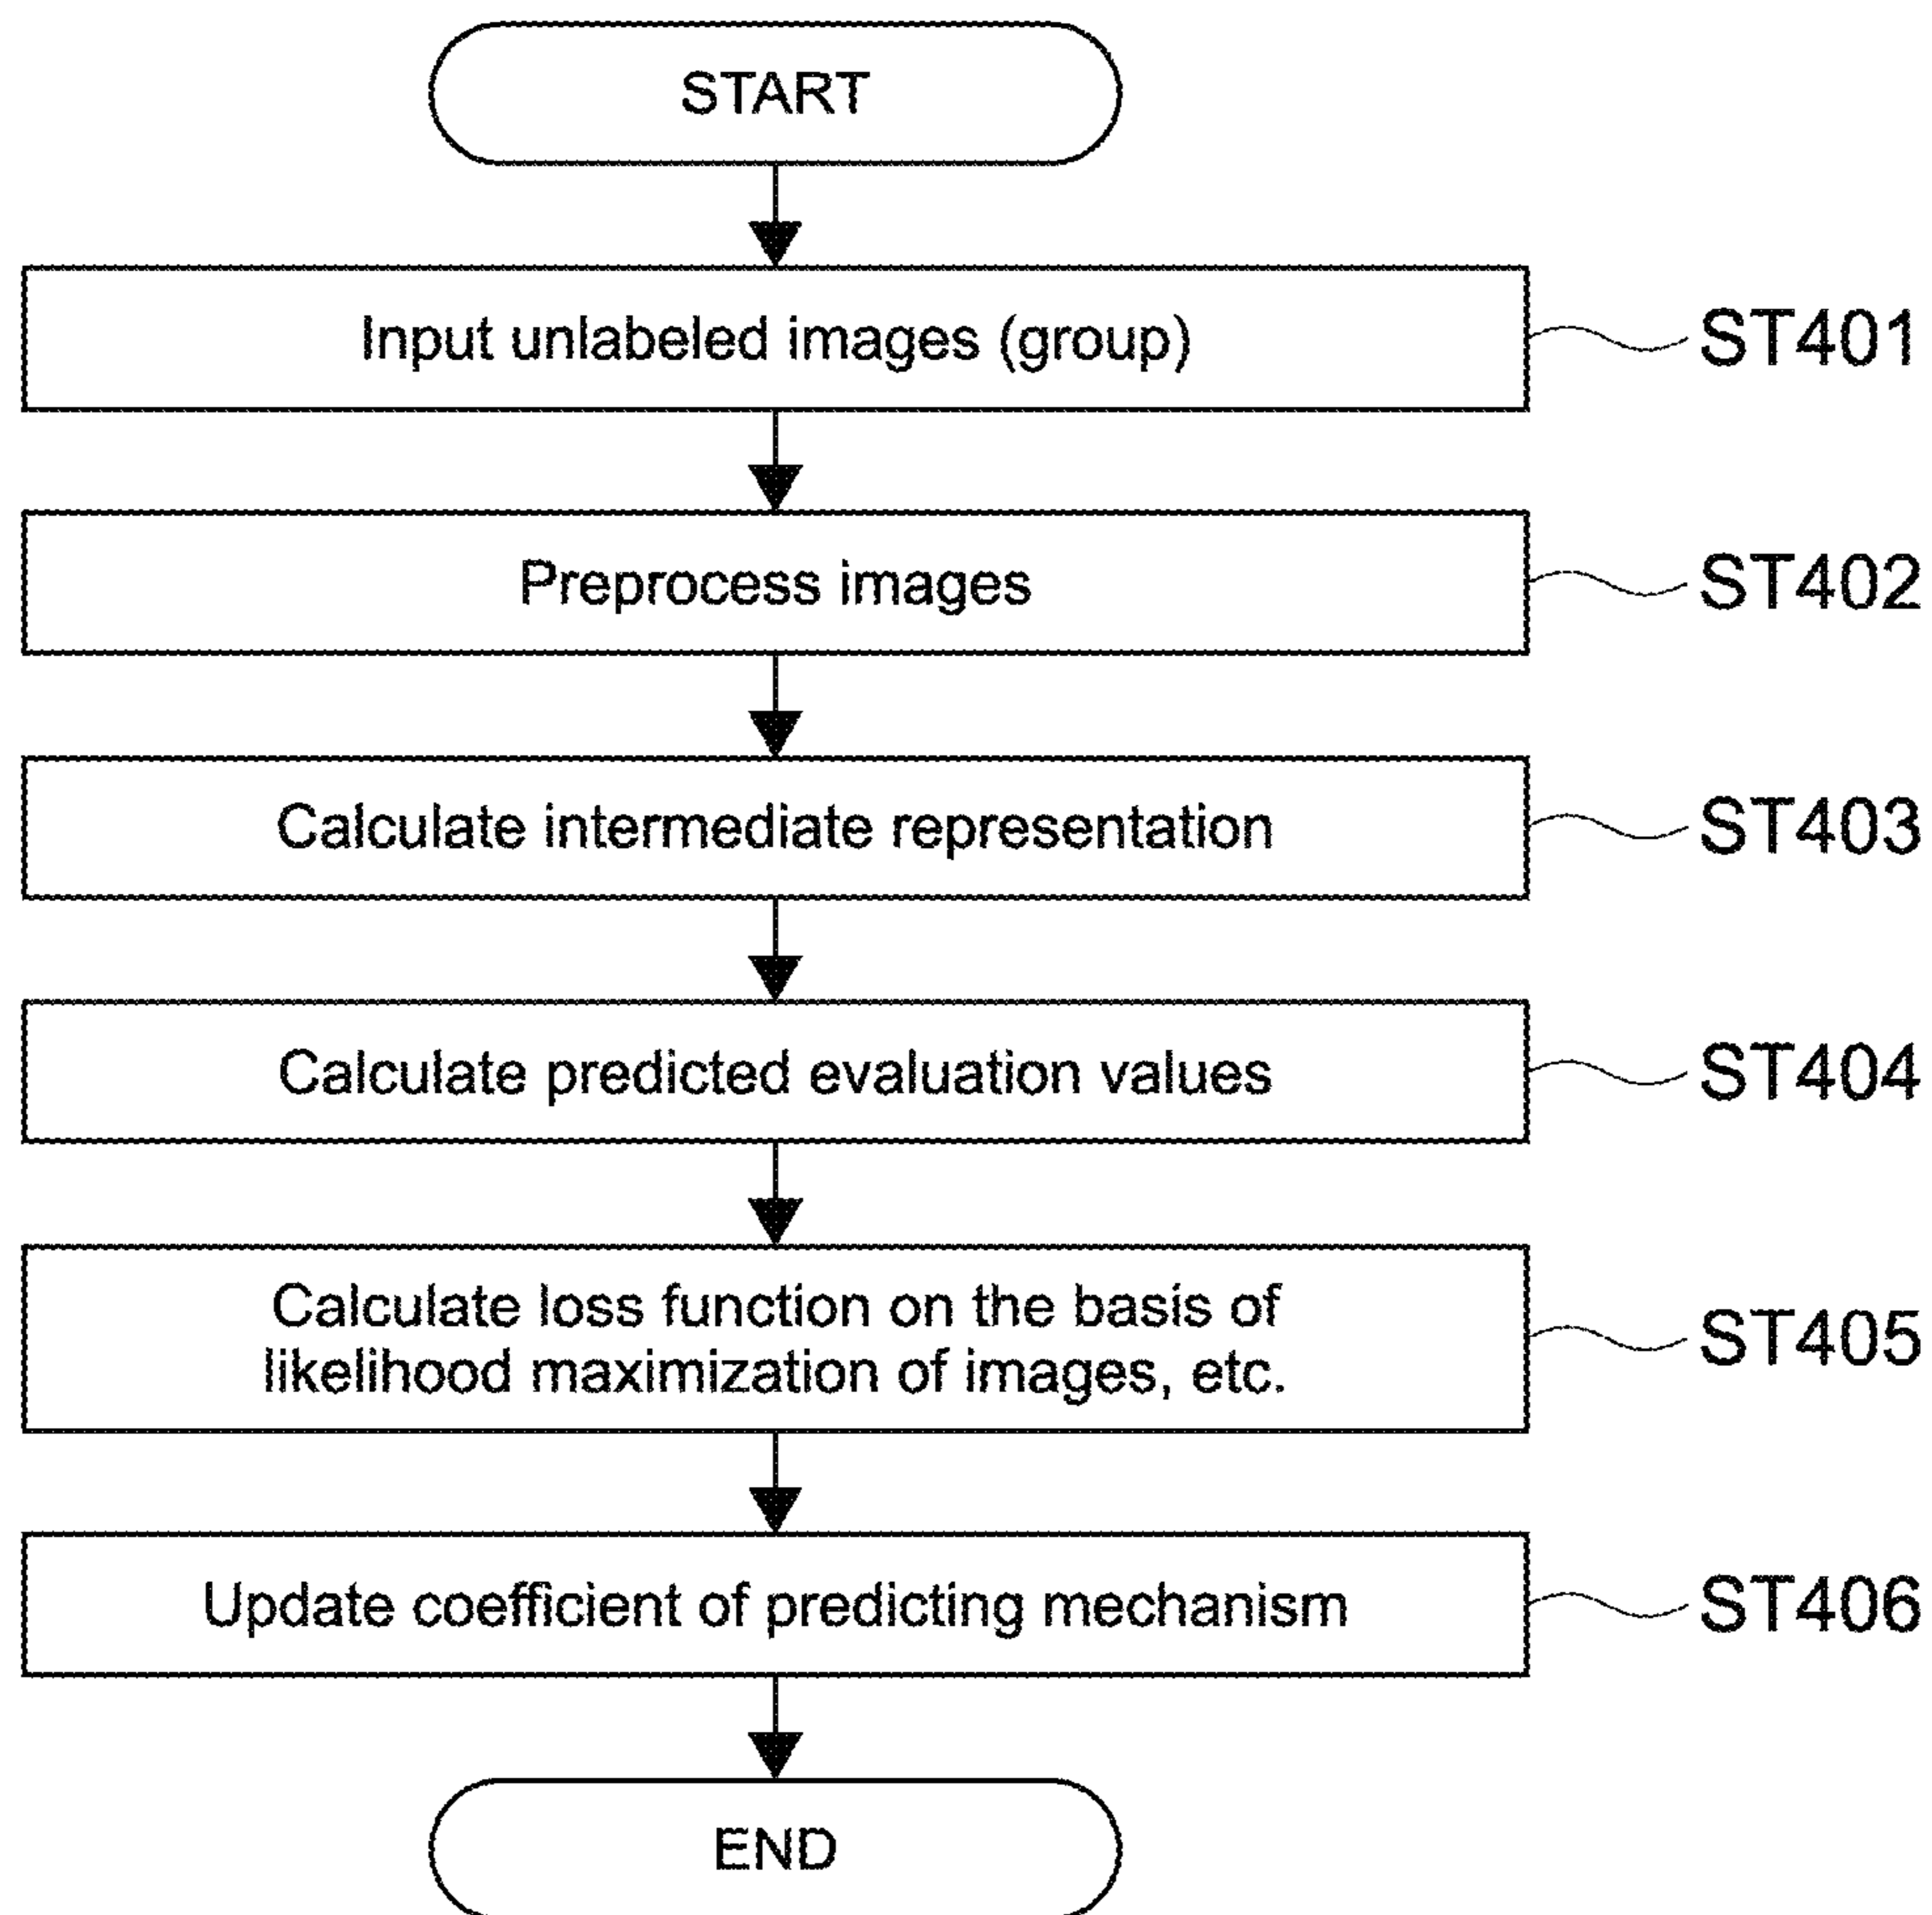 START
Input unlabeled images (group)
ST401
Preprocess images
ST402
Calculate intermediate representation
ST403
Calculate predicted evaluation values
ST404
Calculate loss function on the basis of
likelihood maximization of images, etc.
ST405
Update coefficient of predicting mechanism
ST406
END